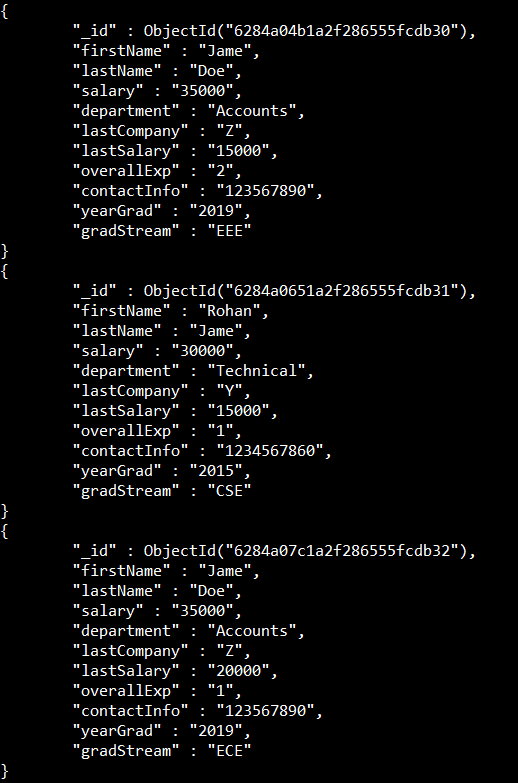 {
"_id" : ObjectId("6284a04b1a2f286555fcdb30"),
"firstName" : "Jame",
"lastName" : "Doe",
"salary" : "35000",
"department" : "Accounts",
"lastCompany" : "Z",
"lastSalary" : "15000",
"overallExp" : "2",
"contactInfo" : "123567890",
"yearGrad" : "2019",
"gradStream" : "EEE"
}
{
"_id" : ObjectId("6284a0651a2f286555fcdb31"),
"firstName" : "Rohan",
"lastName" : "Jame",
"salary" : "30000",
"department" : "Technical",
"lastCompany" : "Y",
"lastSalary" : "15000",
"overallExp" : "1",
"contactInfo" : "1234567860",
"yearGrad" : "2015",
"gradStream" : "CSE"
}
{
"_id" : ObjectId("6284a07c1a2f286555fcdb32"),
"firstName" : "Jame",
"lastName" : "Doe",
"salary" : "35000",
"department" : "Accounts",
"lastCompany" : "Z",
"lastSalary" : "20000",
"overallExp" : "1",
"contactInfo" : "123567890",
"yearGrad" : "2019",
"gradStream" : "ECE"
}